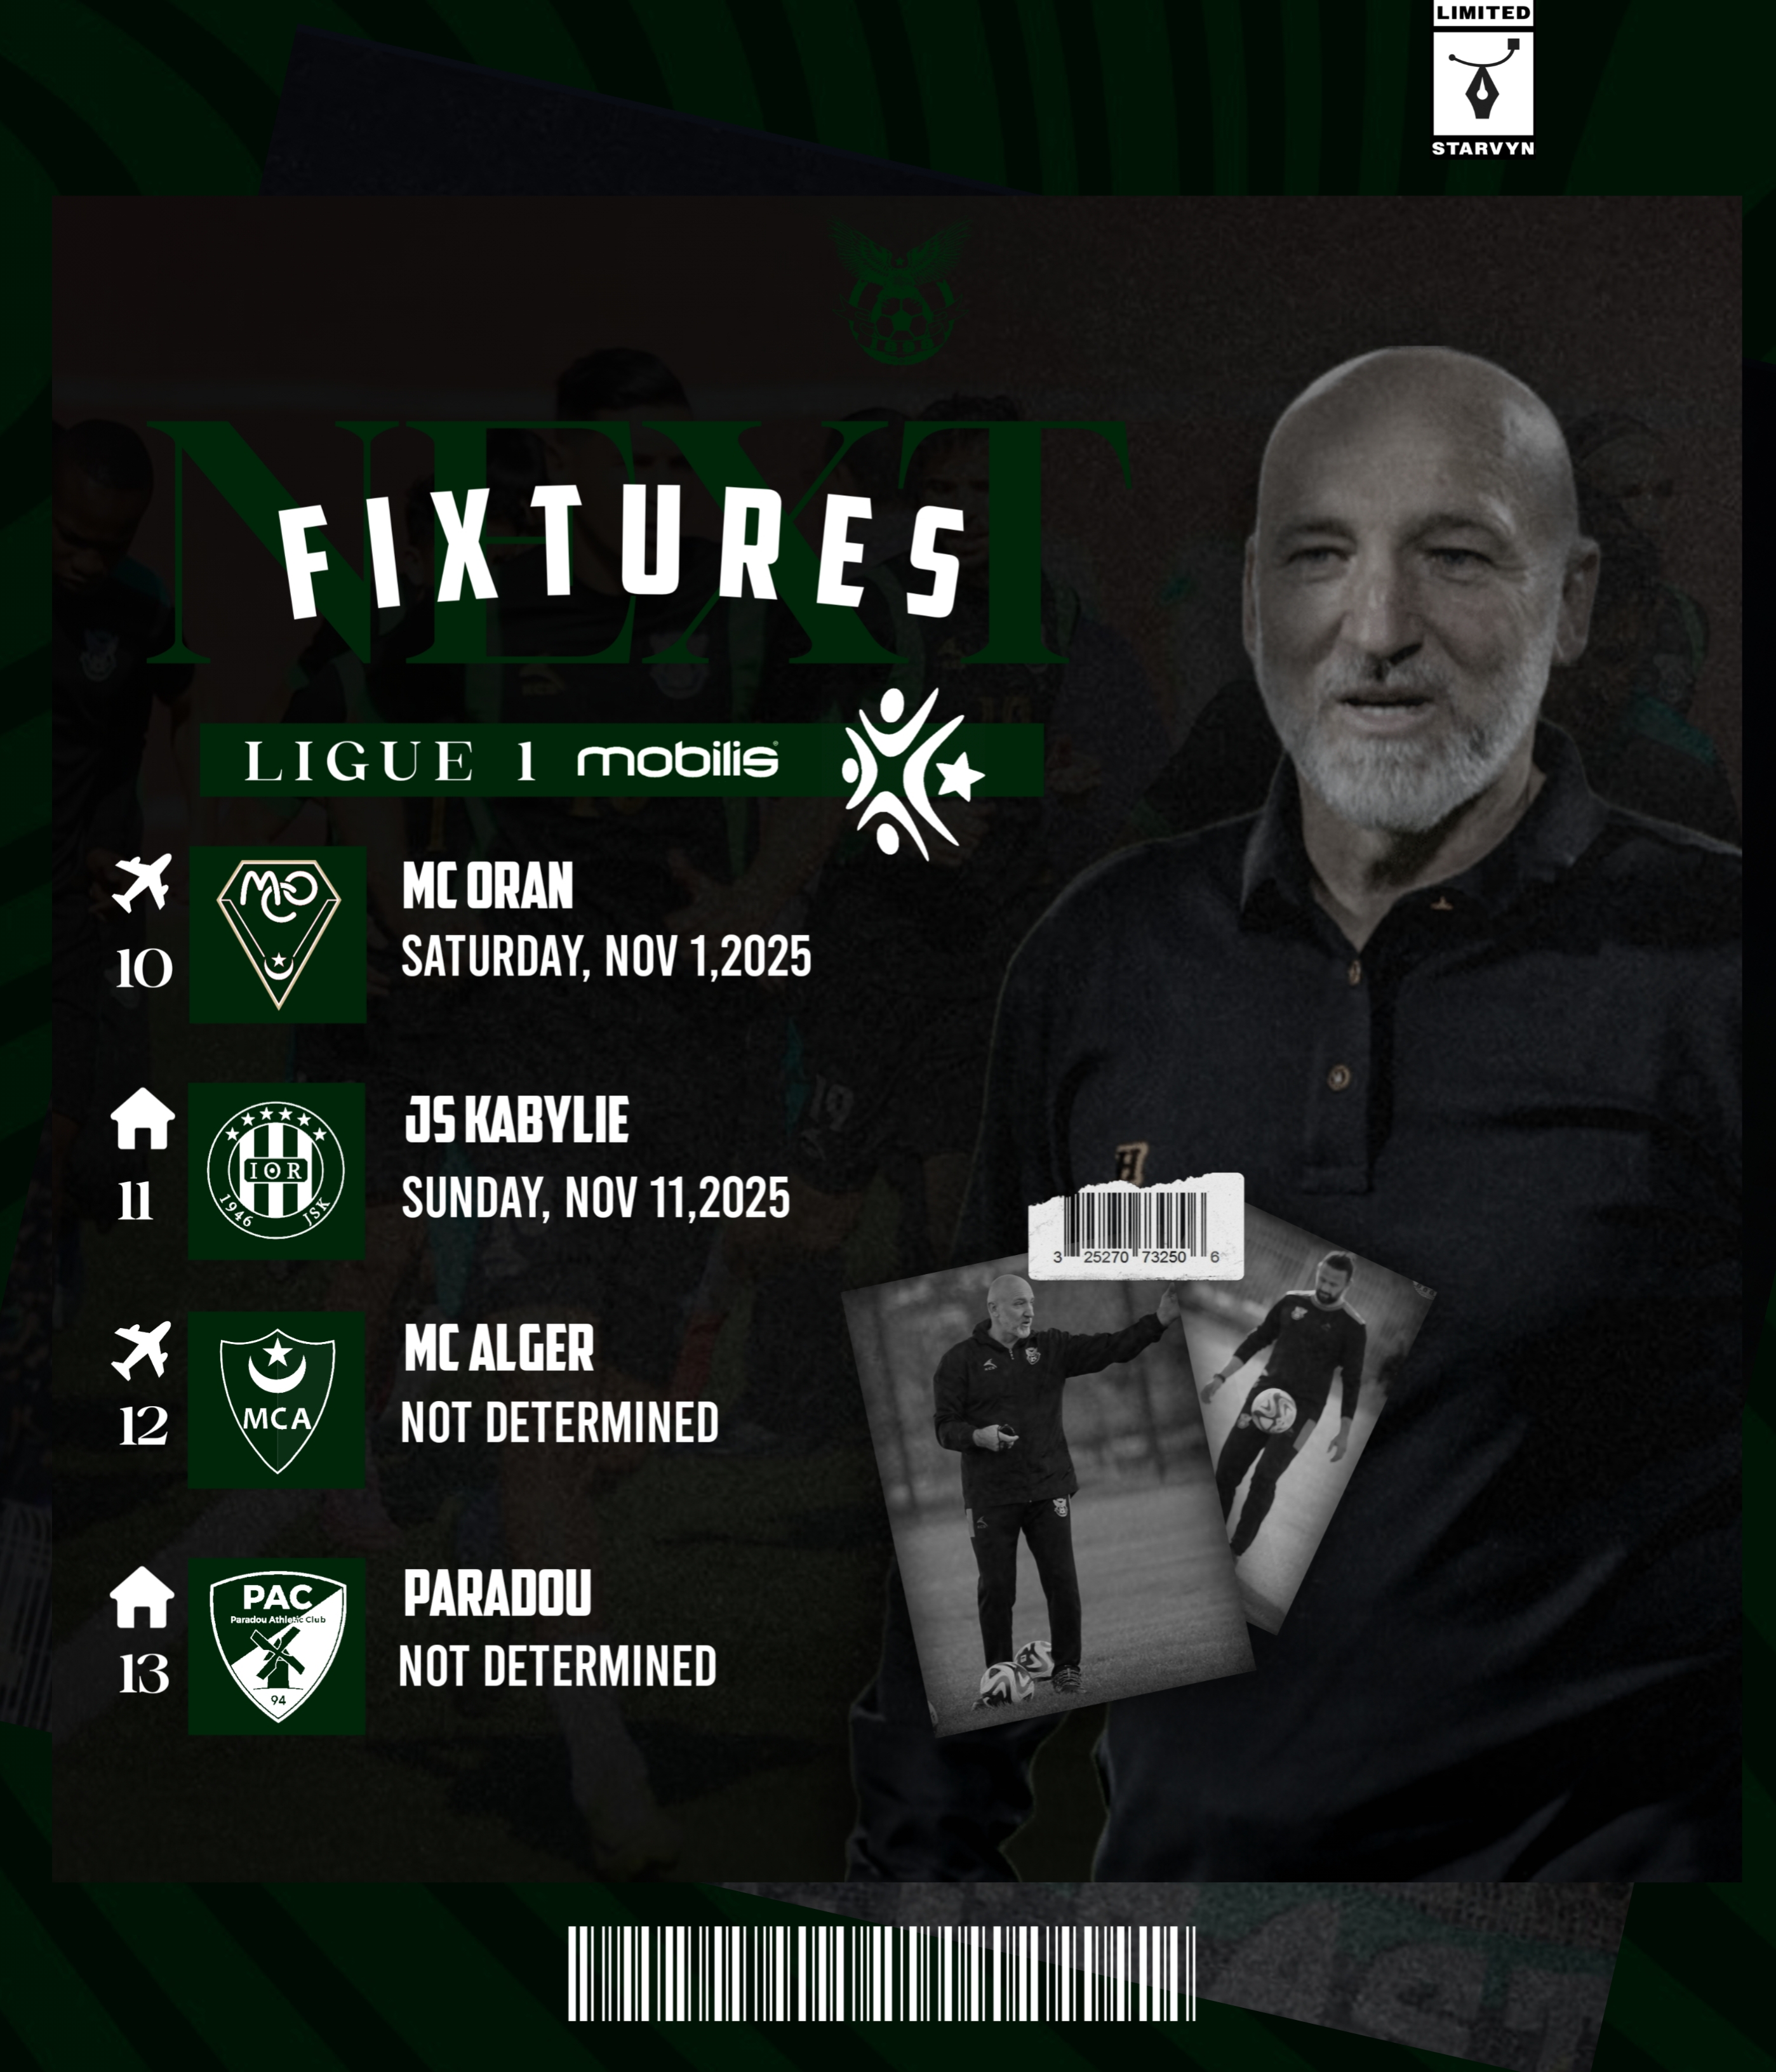 LIMITED
STARVYN
NEXT
FIXTURES
LIGUE 1 mobilis
MCO
MC ORAN
10
SATURDAY, NOV 1,2025
JS KABYLIE
IOR
11
1946 JSK
SUNDAY, NOV 11,2025
H
3 25270 73250 6
MC ALGER
12
MCA
NOT DETERMINED
PARADOU
PAC
Paradou Athletic Club
13
94
NOT DETERMINED